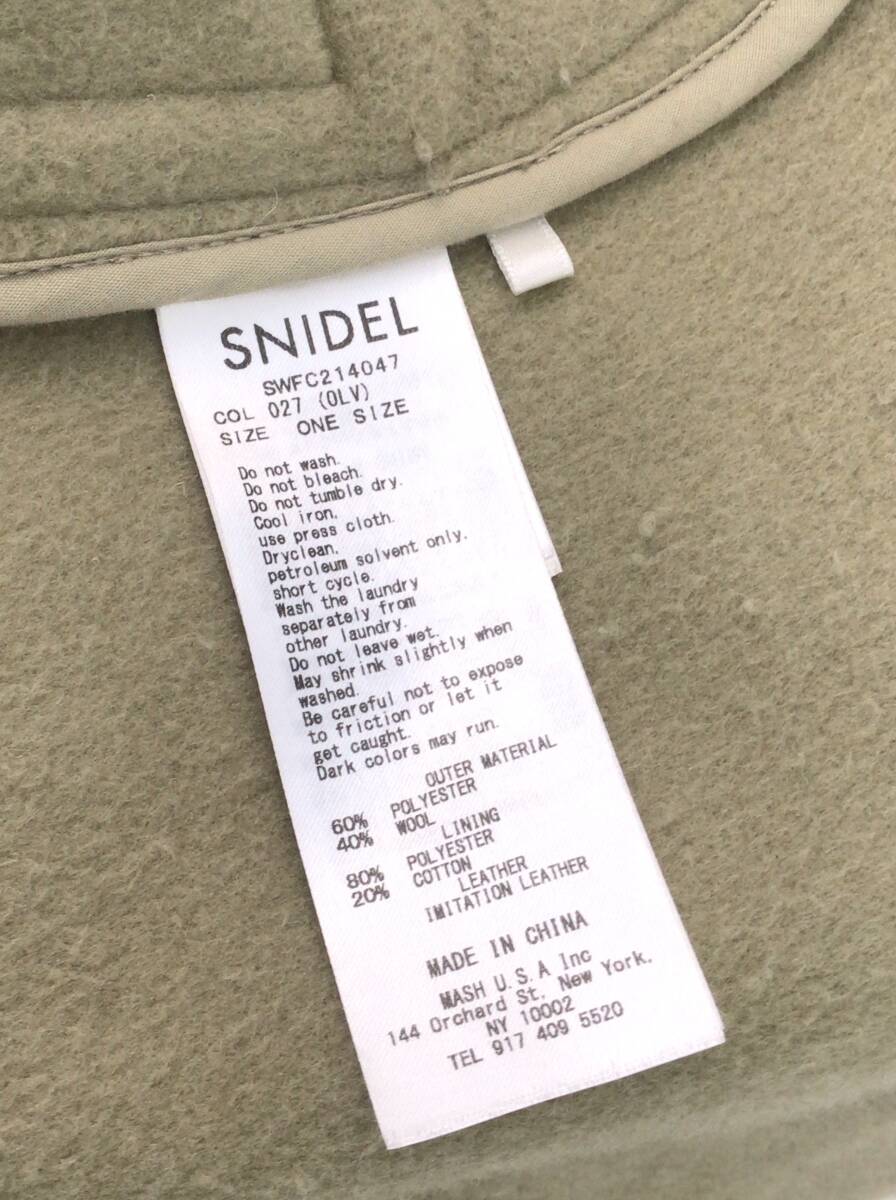 SNIDEL
SWFC214047
COL 027 (OLV)
SIZE ONE SIZE
Do not wash.
Do not bleach.
Do not tumble dry.
Cool iron.
use press cloth.
Dryclean.
petroleum solvent only.
short cycle.
Wash the laundry
separately from
other laundry.
Do not leave wet.
May shrink slightly when
washed.
Be careful not to expose
to friction or let it
get caught.
Dark colors may run.
OUTER MATERIAL
60% POLYESTER
40% WOOL
LINING
80% POLYESTER
20% COTTON
LEATHER
IMITATION LEATHER
MADE IN CHINA
MASH U.S.A Inc
144 Orchard St. New York.
NY 10002
TEL 917 409 5520